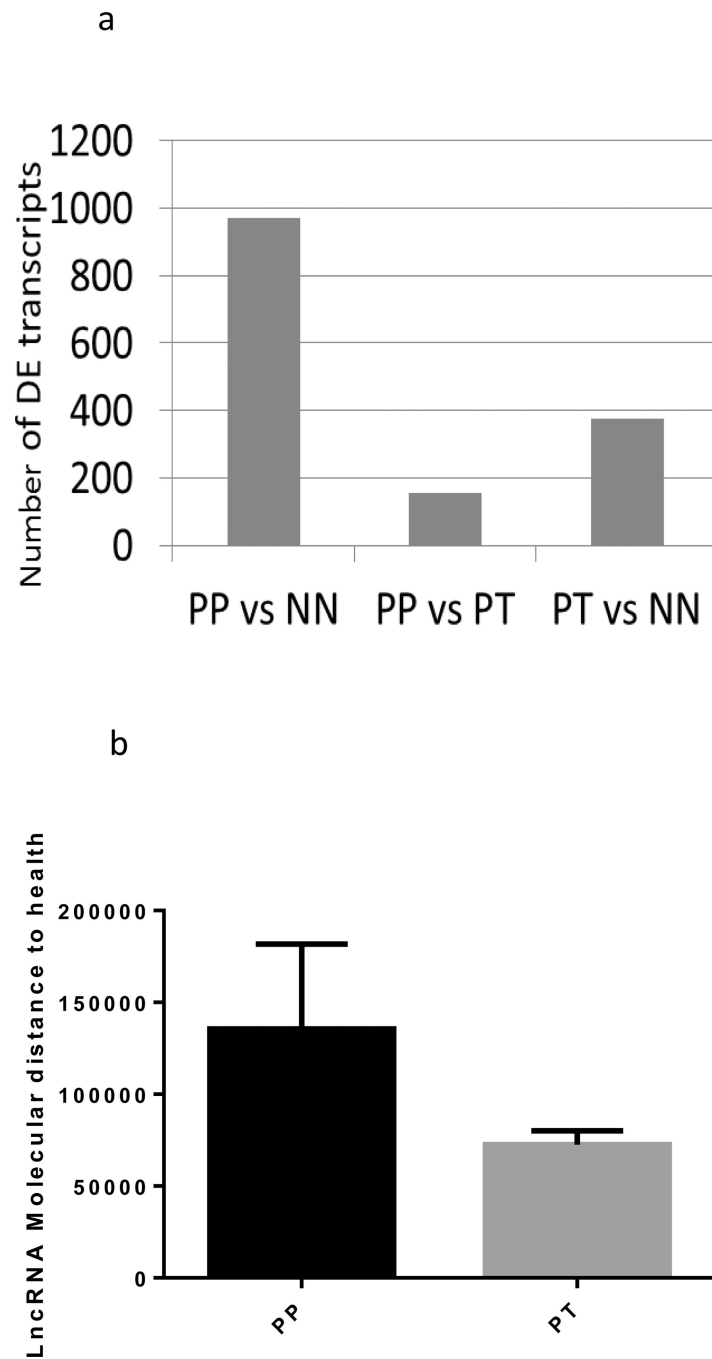 a
Number of DE transcripts
1200
1000
800
600
400
200
0
PP vs NN
PP vs PT
PT vs NN
b
LncRNA Molecular distance to health
200000
150000
100000
50000
0
PP
PT